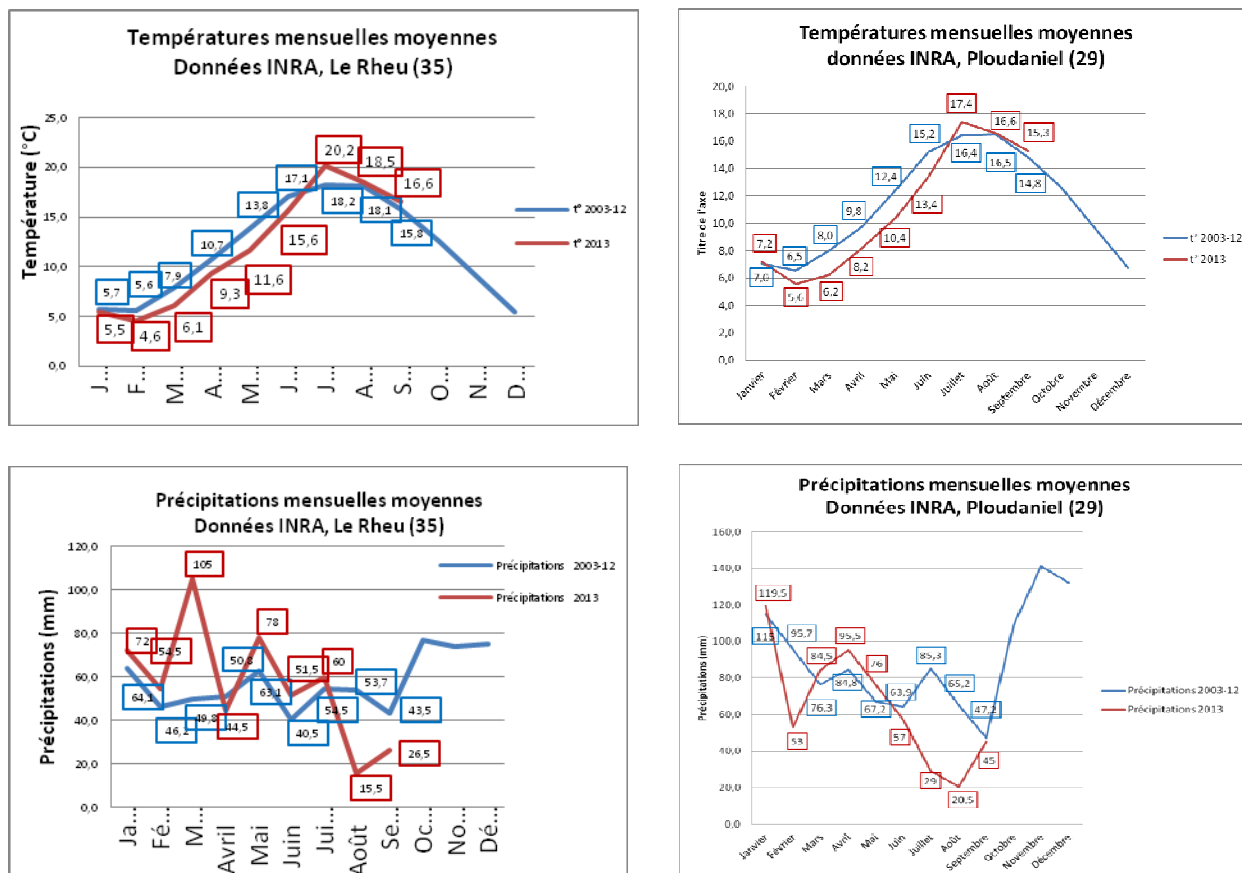 Températures mensuelles moyennes
Données INRA, Le Rheu (35)
Température (°C)
25,0
20,0
15,0
10,0
5,0
0,0
5,7
5,6
7,9
10,7
13,8
17,1
18,2
18,1
15,8
5,5
4,6
6,1
9,3
11,6
15,6
20,2
18,5
16,6
t° 2003-12
t° 2013
J...
F...
M...
A...
M...
J...
J...
A...
S...
O...
N...
D...
Températures mensuelles moyennes
données INRA, Ploudaniel (29)
Titre de l'axe
20,0
18,0
16,0
14,0
12,0
10,0
8,0
6,0
4,0
2,0
0,0
7,2
7,0
6,5
5,6
8,0
6,2
9,8
8,2
12,4
10,4
15,2
13,4
17,4
16,4
16,6
16,5
15,3
14,8
t° 2003-12
t° 2013
Janvier
Février
Mars
Avril
Mai
Juin
Juillet
Août
Septembre
Octobre
Novembre
Décembre
Précipitations mensuelles moyennes
Données INRA, Le Rheu (35)
Précipitations (mm)
120,0
100,0
80,0
60,0
40,0
20,0
0,0
72
54,5
105
44,5
78
51,5
60
15,5
26,5
64,1
46,2
49,8
50,8
63,1
40,5
54,5
53,7
43,5
Précipitations 2003-12
Précipitations 2013
Ja...
Fé...
M...
Avril
Mai
Juin
Jui...
Août
Se...
Oc...
No...
Dé...
Précipitations mensuelles moyennes
Données INRA, Ploudaniel (29)
Précipitations (mm)
160,0
140,0
120,0
100,0
80,0
60,0
40,0
20,0
0,0
119,5
115
95,7
53
84,5
76,3
95,5
84,8
76
67,2
63,9
57
85,3
29
65,2
20,5
47,2
45
Précipitations 2003-12
Précipitations 2013
Janvier
Février
Mars
Avril
Mai
Juin
Juillet
Août
Septembre
Octobre
Novembre
Décembre